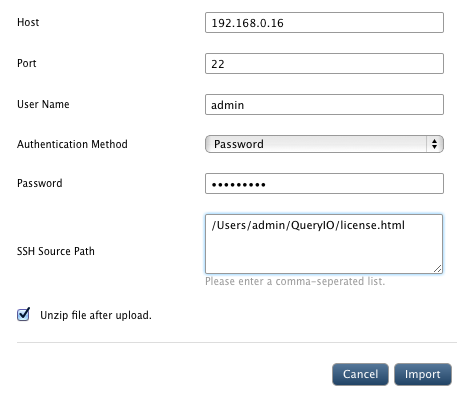 Host 192.168.0.16
Port 22
User Name admin
Authentication Method Password
Password •••••••••
/Users/admin/QueryIO/license.html
SSH Source Path
Please enter a comma-seperated list.
Unzip file after upload.
Cancel Import